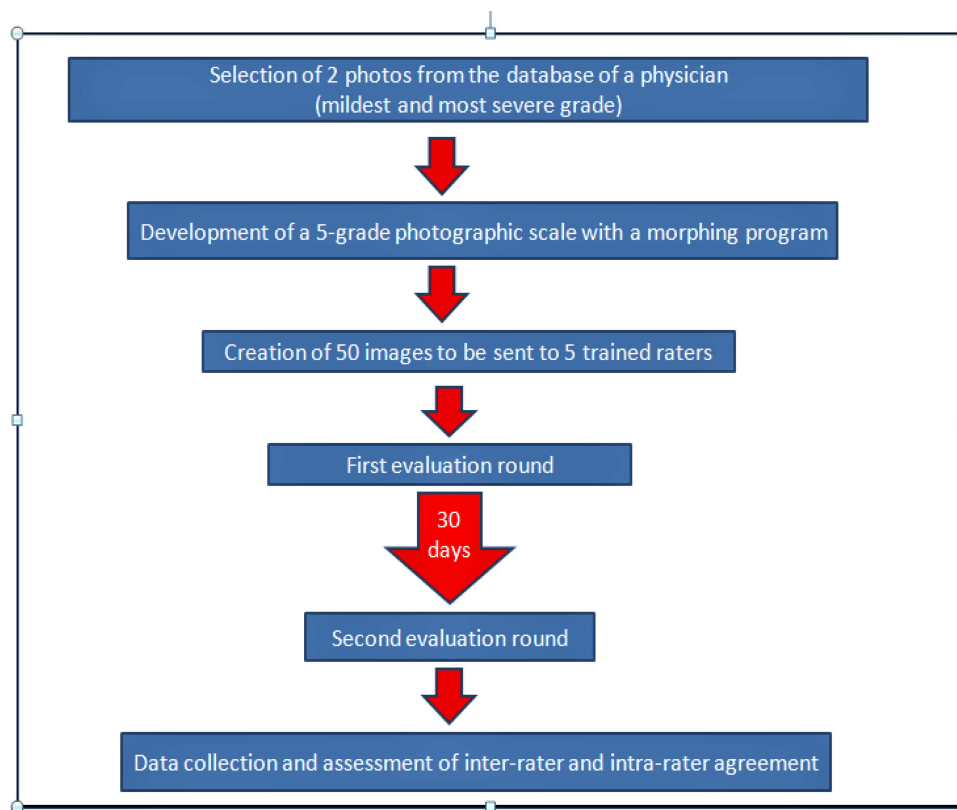 Selection of 2 photos from the database of a physician
(mildest and most severe grade)
Development of a 5-grade photographic scale with a morphing program
Creation of 50 images to be sent to 5 trained raters
First evaluation round
30
days
Second evaluation round
Data collection and assessment of inter-rater and intra-rater agreement